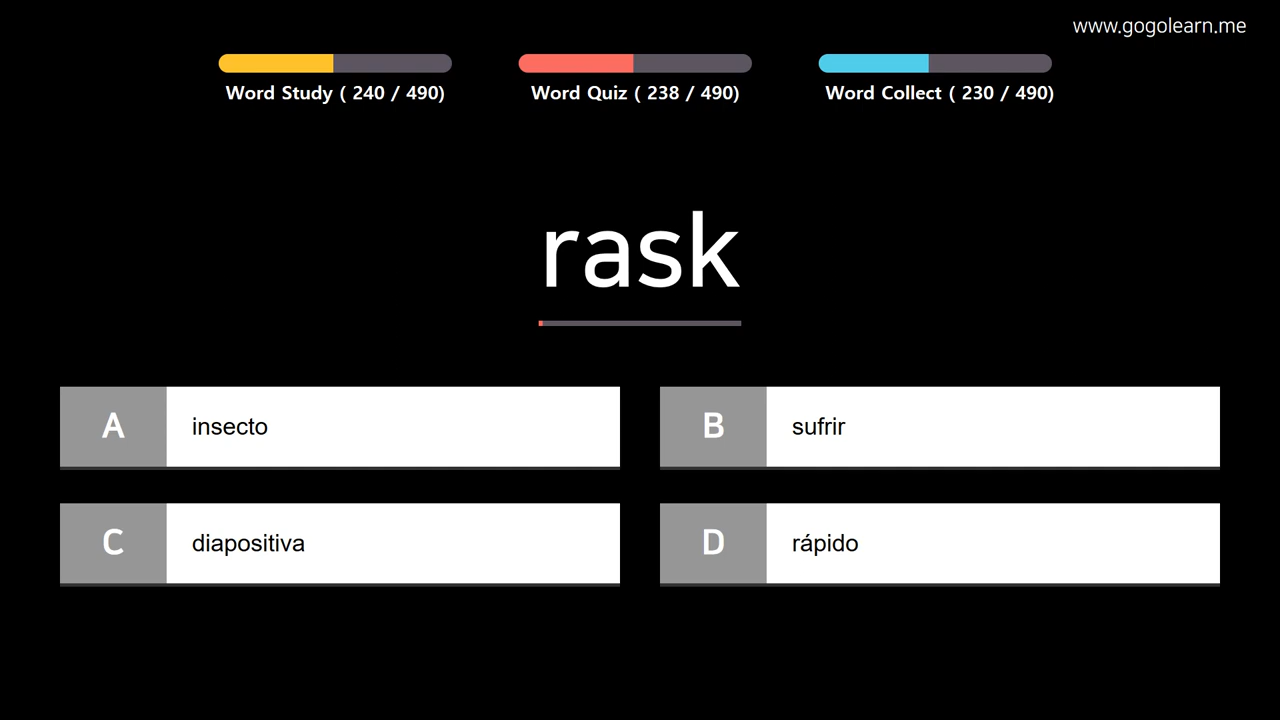 www.gogolearn.me
Word Study ( 240 / 490)
Word Quiz ( 238 / 490)
Word Collect ( 230 / 490)
rask
A insecto
B sufrir
C diapositiva
D rápido